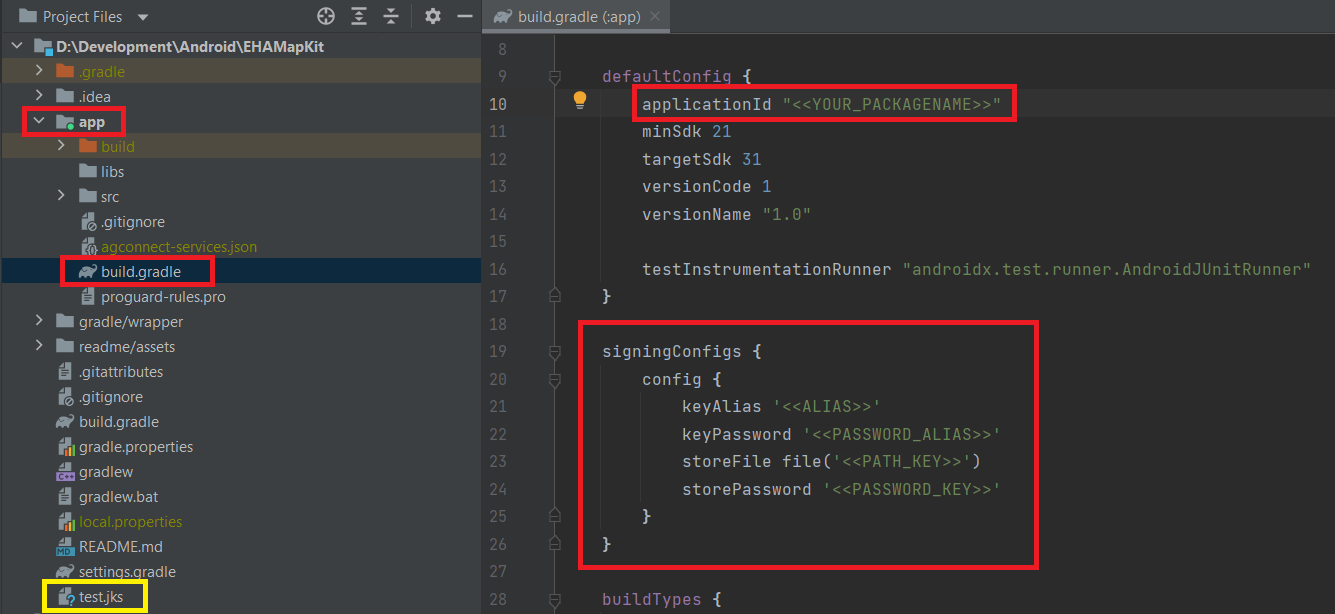 Project Files
D:\Development\Android\EHAMapKit
.gradle
.idea
app
build
libs
src
.gitignore
agconnect-services.json
build.gradle
proguard-rules.pro
gradle/wrapper
readme/assets
.gitattributes
.gitignore
build.gradle
gradle.properties
gradlew
gradlew.bat
local.properties
README.md
settings.gradle
test.jks
build.gradle (:app)
8
9 defaultConfig {
10 applicationId "<<YOUR_PACKAGENAME>>"
11 minSdk 21
12 targetSdk 31
13 versionCode 1
14 versionName "1.0"
15
16 testInstrumentationRunner "androidx.test.runner.AndroidJUnitRunner"
17 }
18
19 signingConfigs {
20 config {
21 keyAlias '<<ALIAS>>'
22 keyPassword '<<PASSWORD_ALIAS>>'
23 storeFile file('<<PATH_KEY>>')
24 storePassword '<<PASSWORD_KEY>>'
25 }
26 }
27
28 buildTypes {